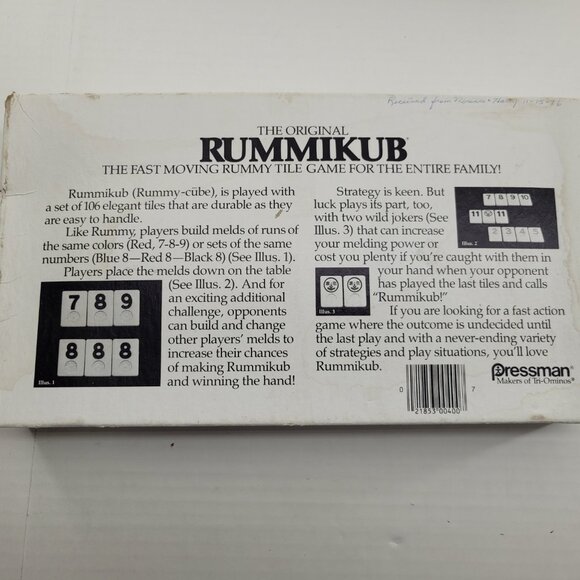 Received from
THE ORIGINAL
RUMMIKUB®
THE FAST MOVING RUMMY TILE GAME FOR THE ENTIRE FAMILY!
Rummikub (Rummy-cūbe), is played with
a set of 106 elegant tiles that are durable as they
are easy to handle.
Like Rummy, players build melds of runs of
the same colors (Red, 7-8-9) or sets of the same
numbers (Blue 8—Red 8—Black 8) (See Illus. 1).
Players place the melds down on the table
(See Illus. 2). And for
an exciting additional
challenge, opponents
can build and change
other players' melds to
increase their chances
of making Rummikub
and winning the hand!
7 8 9
8 8 8
Illus. 1
Strategy is keen. But
luck plays its part, too,
with two wild jokers (See
Illus. 3) that can increase
your melding power or
cost you plenty if you're caught with them in
your hand when your opponent
has played the last tiles and calls
"Rummikub!"
If you are looking for a fast action
game where the outcome is undecided until
the last play and with a never-ending variety
of strategies and play situations, you'll love
Rummikub.
7 8 9 10
11 11
2 3 4 5
Illus. 2
Illus. 3
0 21853 00400 7
Pressman®
Makers of Tri-Ominos®